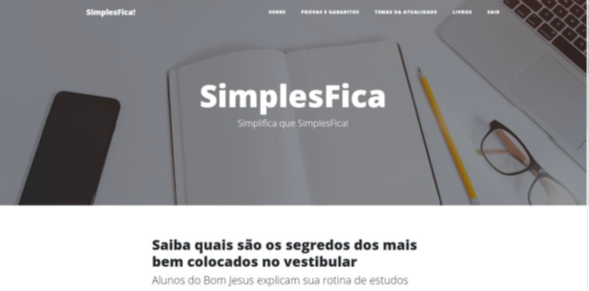 SimplesFica!
SOBRE PROVAS E GABARITOS TEMAS DA ATUALIDADE LIVROS SAIR
SimplesFica
Simplifica que SimplesFica!
Saiba quais são os segredos dos mais
bem colocados no vestibular
Alunos do Bom Jesus explicam sua rotina de estudos